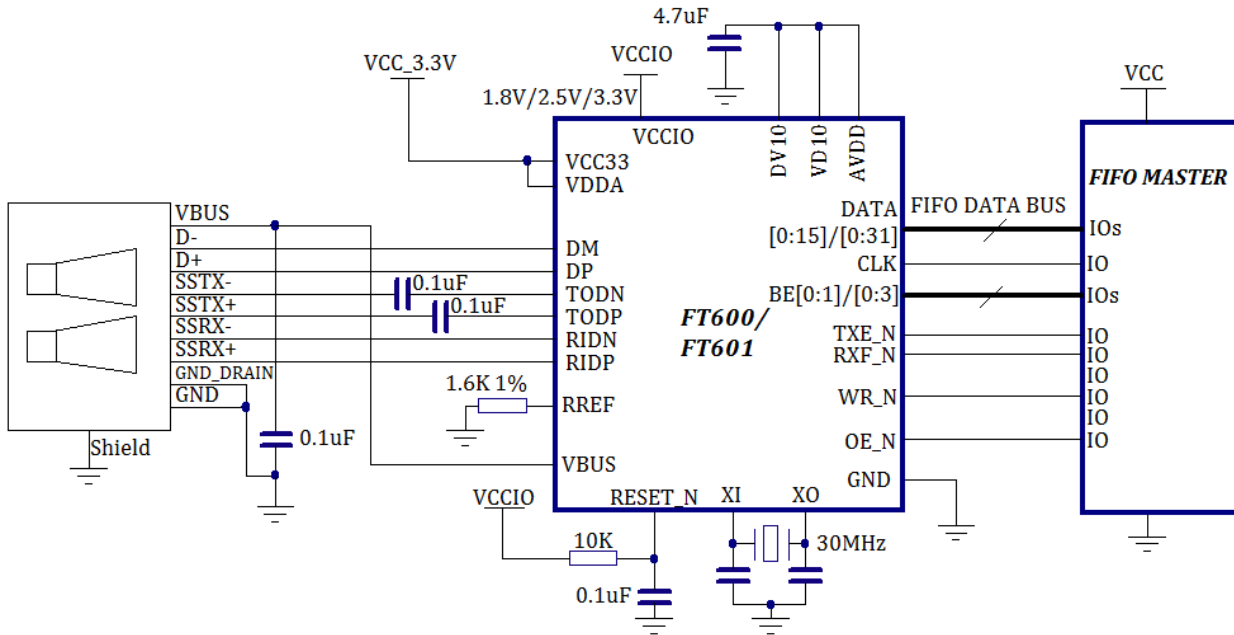 4.7uF
VCCIO
VCC_3.3V
1.8V/2.5V/3.3V
VCC
VCCIO
DV10
VD10
AVDD
VCC33
VDDA
FIFO MASTER
VBUS
D-
D+
SSTX-
SSTX+
SSRX-
SSRX+
GND_DRAIN
GND
Shield
0.1uF
0.1uF
0.1uF
DM
DP
TODN
TODP
RIDN
RIDP
1.6K 1%
RREF
VBUS
FT600/
FT601
DATA
[0:15]/[0:31]
FIFO DATA BUS
IOs
CLK
IO
BE[0:1]/[0:3]
IOs
TXE_N
IO
RXF_N
IO
IO
WR_N
IO
IO
OE_N
IO
GND
VCCIO
RESET_N
XI
XO
10K
30MHz
0.1uF